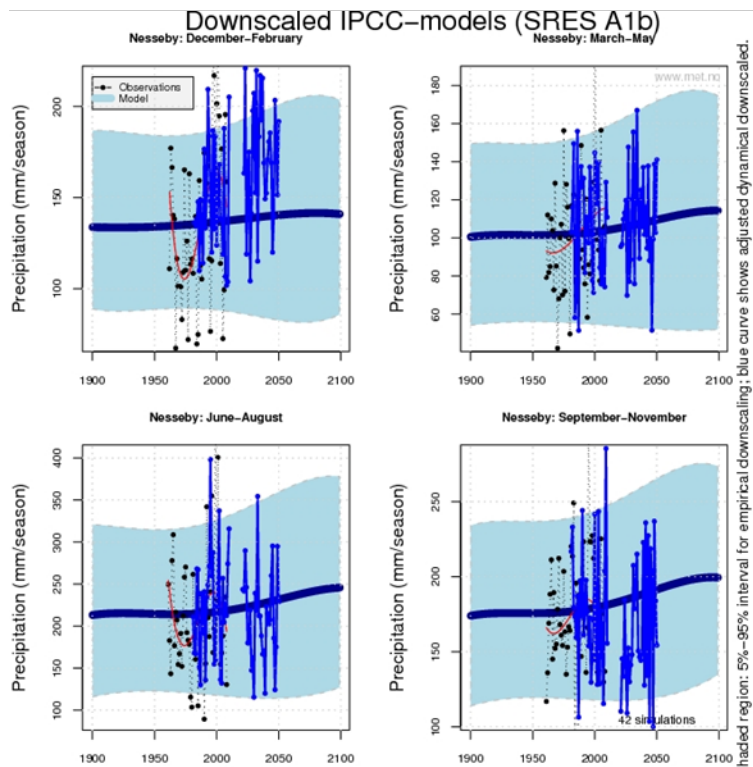 Downscaled IPCC-models (SRES A1b)
Nesseby: December-February
Precipitation (mm/season)
200
150
100
Observations
Model
1900 1950 2000 2050 2100
Nesseby: March-May
www.met.no
Precipitation (mm/season)
180
160
140
120
100
80
60
1900 1950 2000 2050 2100
Nesseby: June-August
Precipitation (mm/season)
400
350
300
250
200
150
100
1900 1950 2000 2050 2100
Nesseby: September-November
Precipitation (mm/season)
250
200
150
100
42 simulations
1900 1950 2000 2050 2100
haded region: 5%-95% interval for empirical downscaling; blue curve shows adjusted dynamical downscaled.